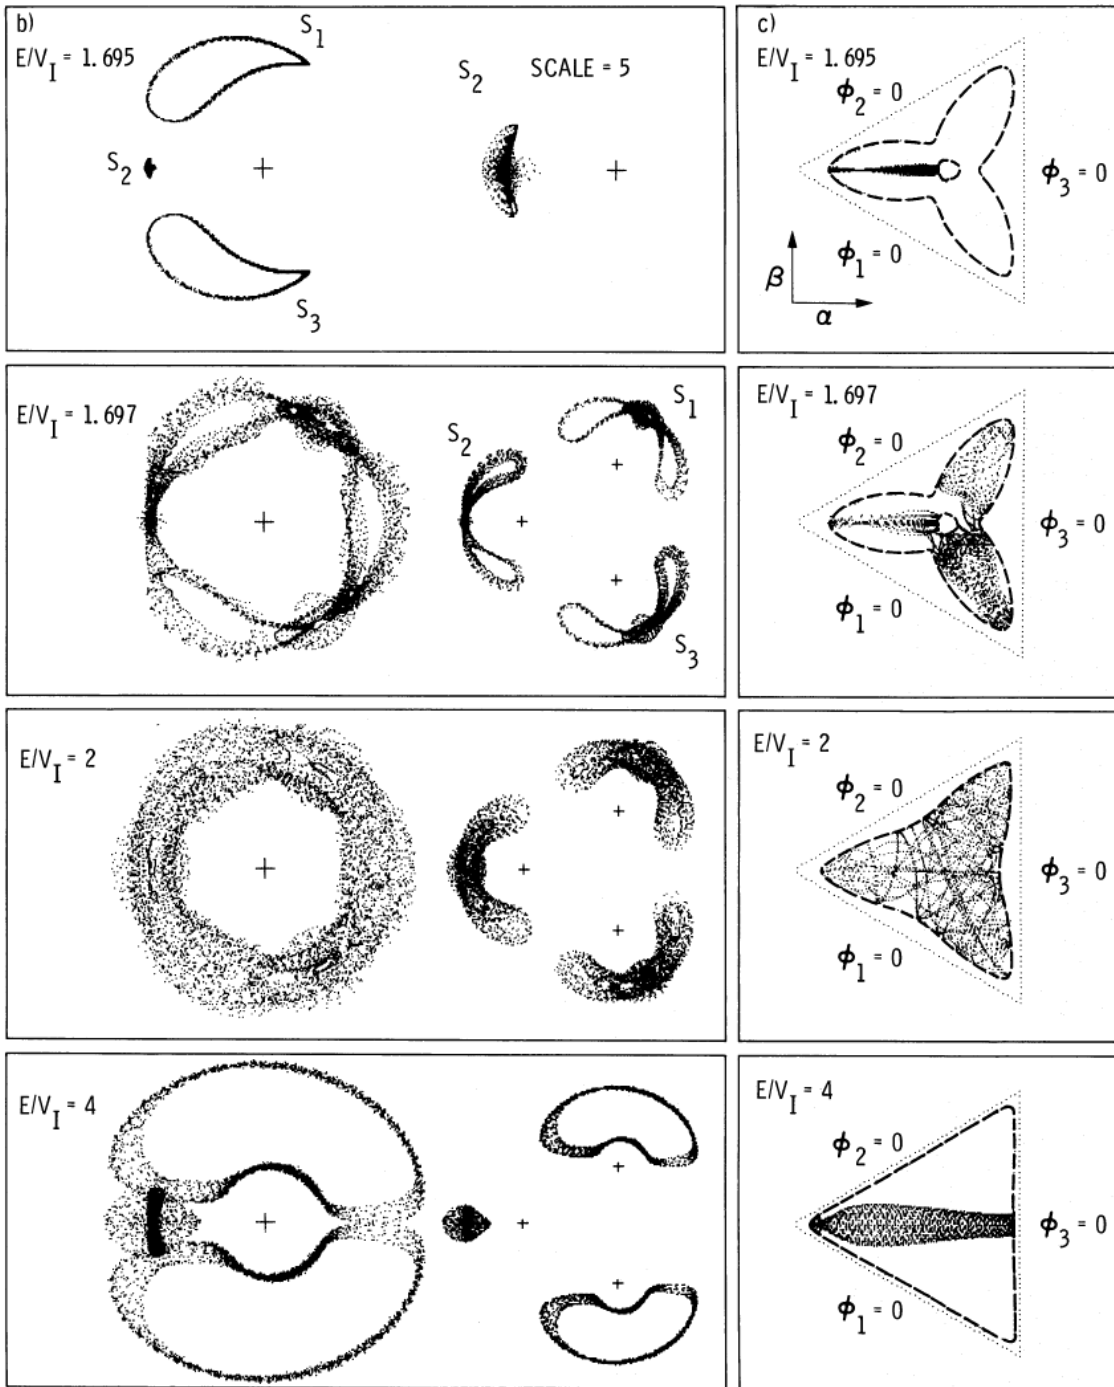 b)
E/V_I = 1.695
S_1
S_2
S_3
S_2
SCALE = 5
c)
E/V_I = 1.695
ϕ_2 = 0
ϕ_3 = 0
ϕ_1 = 0
β
α
E/V_I = 1.697
S_2
S_1
S_3
E/V_I = 1.697
ϕ_2 = 0
ϕ_3 = 0
ϕ_1 = 0
E/V_I = 2
E/V_I = 2
ϕ_2 = 0
ϕ_3 = 0
ϕ_1 = 0
E/V_I = 4
E/V_I = 4
ϕ_2 = 0
ϕ_3 = 0
ϕ_1 = 0